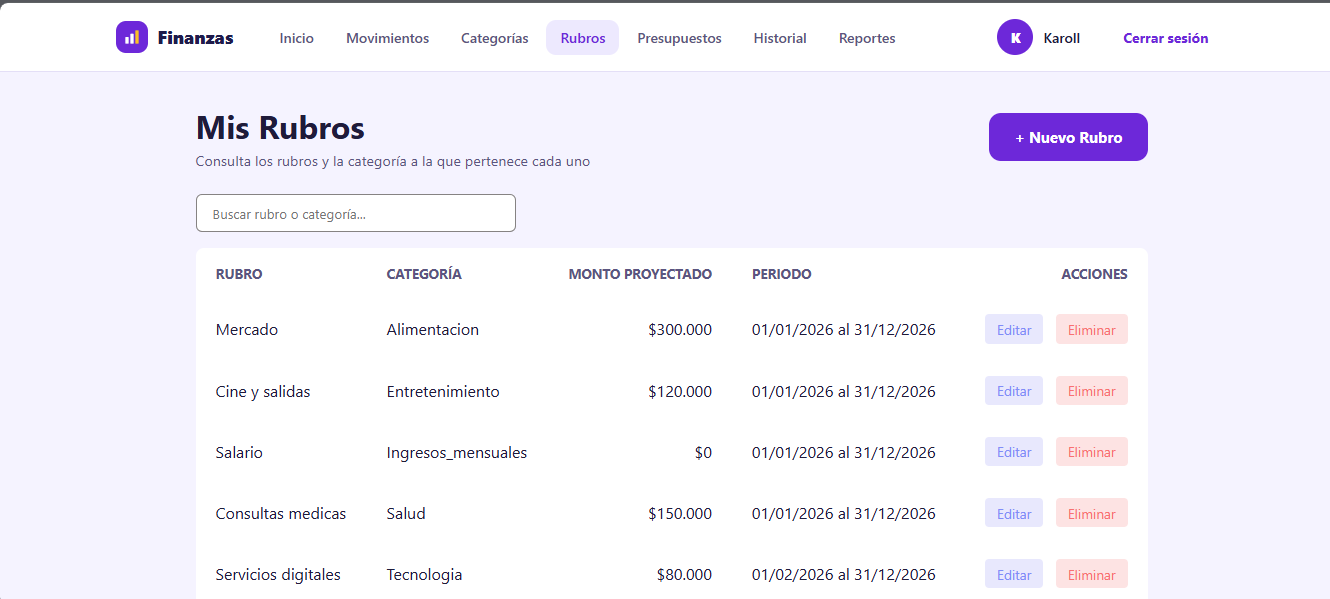 Finanzas Inicio Movimientos Categorías Rubros Presupuestos Historial Reportes K Karoll Cerrar sesión
Mis Rubros
+ Nuevo Rubro
Consulta los rubros y la categoría a la que pertenece cada uno
Buscar rubro o categoría...
RUBRO CATEGORÍA MONTO PROYECTADO PERIODO ACCIONES
Mercado Alimentacion $300.000 01/01/2026 al 31/12/2026 Editar Eliminar
Cine y salidas Entretenimiento $120.000 01/01/2026 al 31/12/2026 Editar Eliminar
Salario Ingresos_mensuales $0 01/01/2026 al 31/12/2026 Editar Eliminar
Consultas medicas Salud $150.000 01/01/2026 al 31/12/2026 Editar Eliminar
Servicios digitales Tecnologia $80.000 01/02/2026 al 31/12/2026 Editar Eliminar